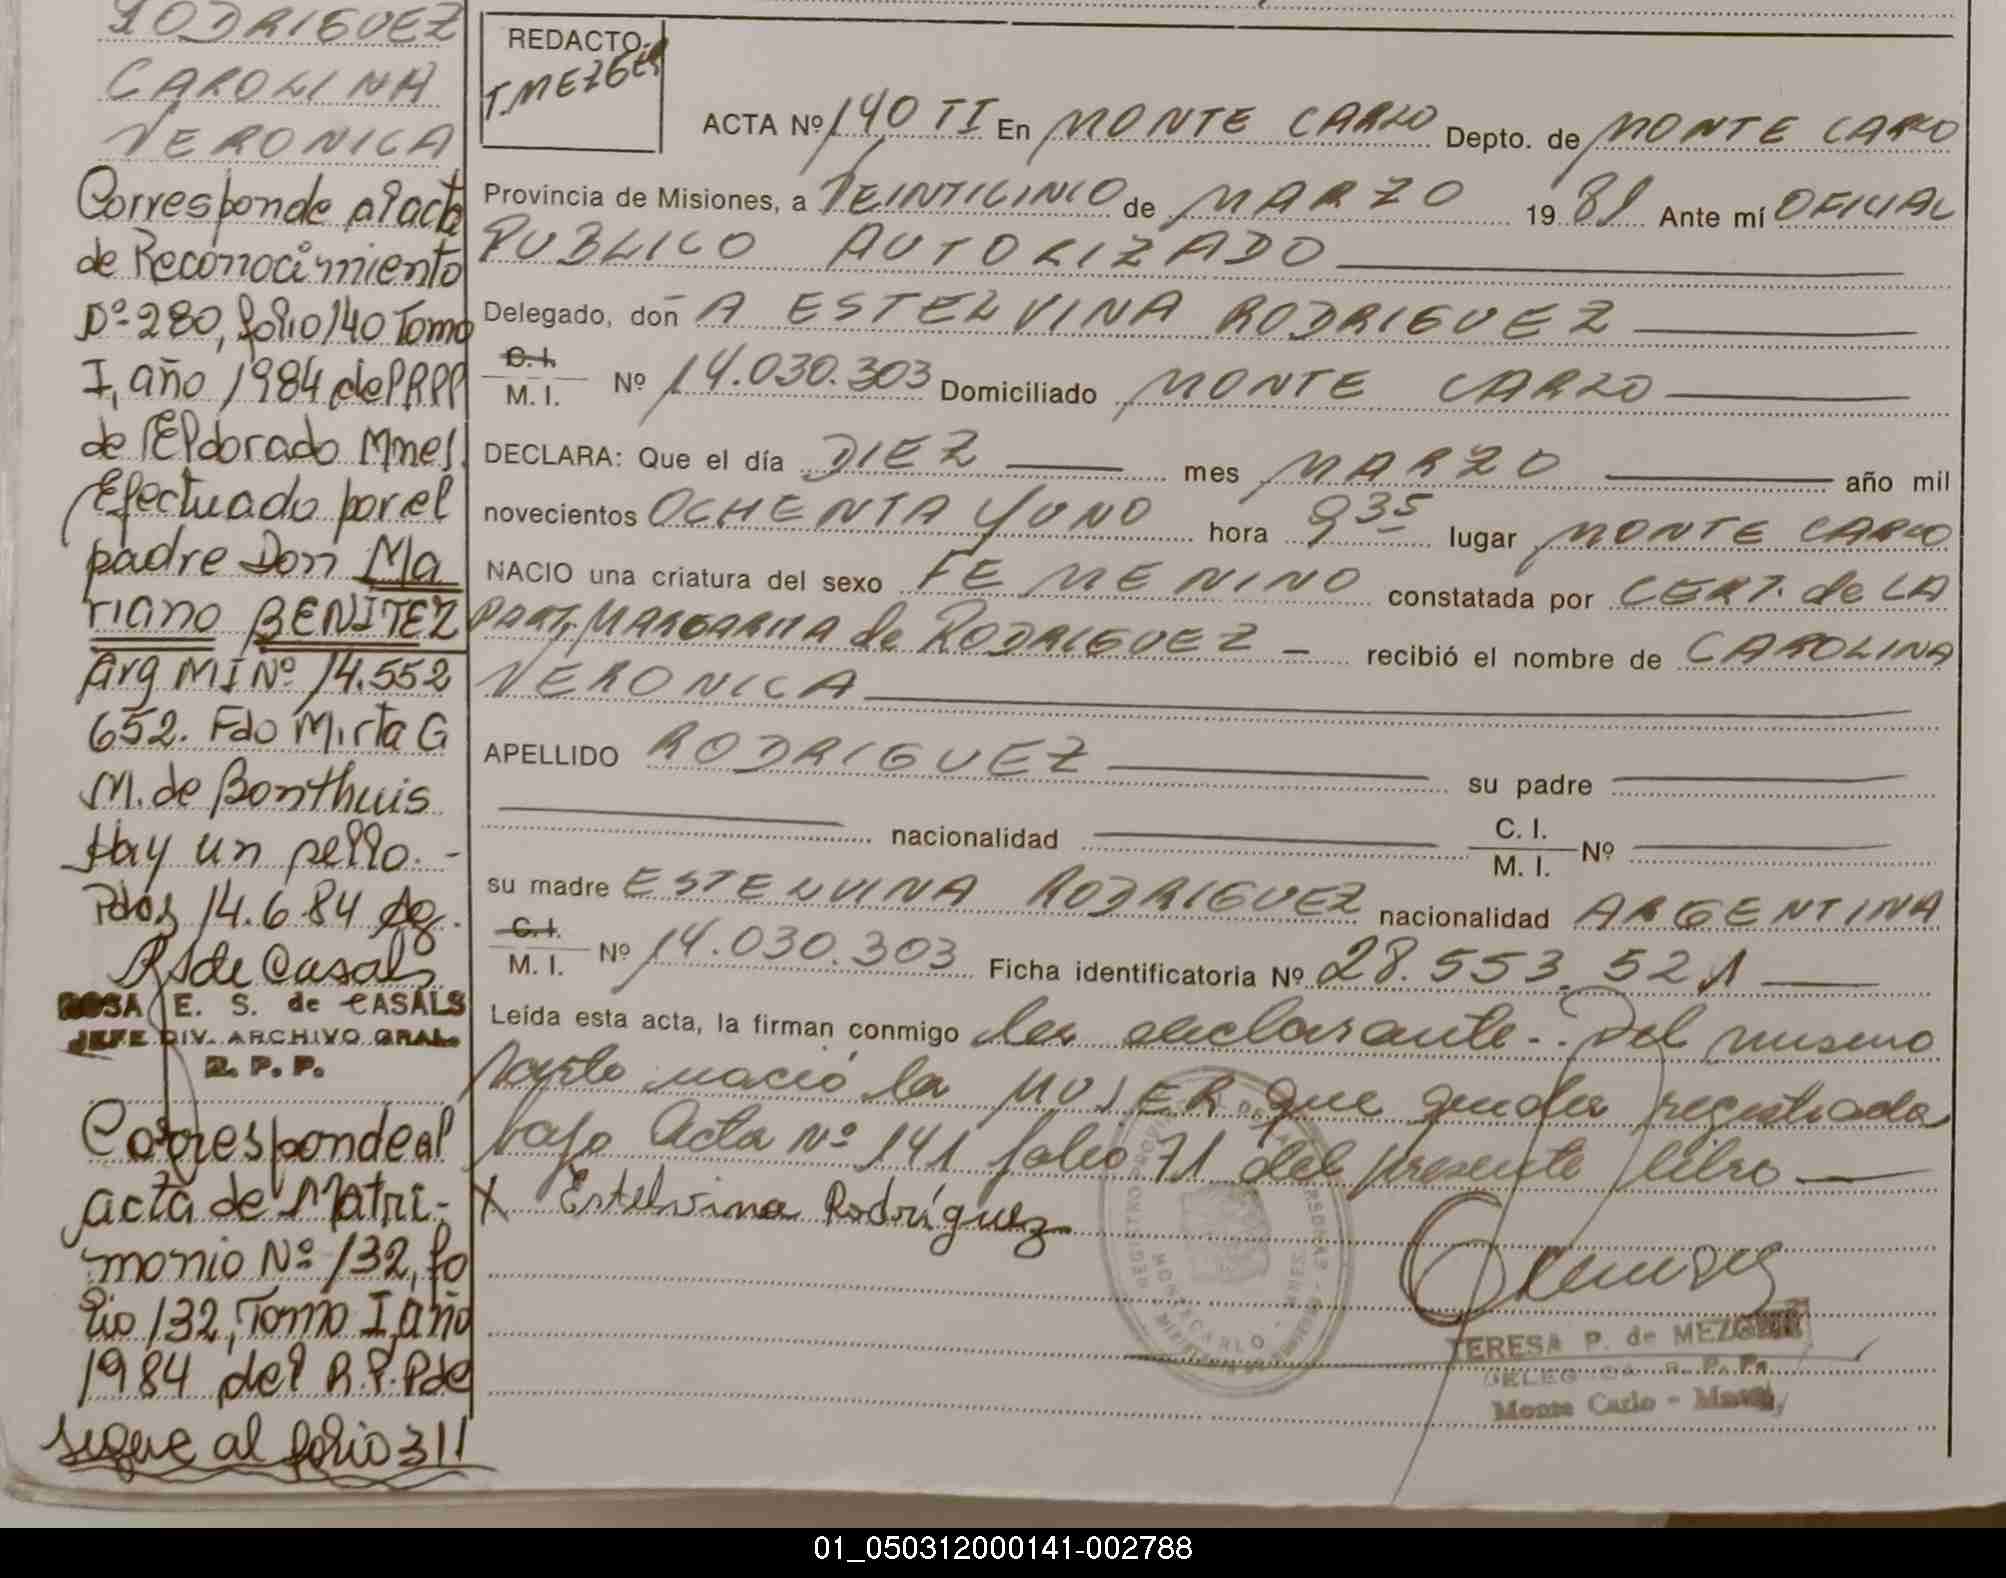 RODRIGUEZ
CAROLINA
VERONICA
Corresponde al acta
de Reconocimiento
Nº 280, folio 140 Tomo
I, año 1984 del RPP
de Eldorado Mnes.
Efectuado por el
padre Don Ma
riano BENITEZ
Arg MI Nº 14.552
652. Fdo Mirta G
M. de Bonthuis
Hay un sello. -
Pdas 14.6.84
RSde Casals
ROSA E. S. de CASALS
JEFE DIV. ARCHIVO GRAL.
R. P. P.
Corresponde al
acta de Matri-
monio Nº 132, fo
lio 132, Tomo I, año
1984 del R.P.P de
sigue al folio 311
REDACTO-
T. MEZGER
ACTA Nº 140 TI En MONTE CARLO Depto. de MONTE CARLO
Provincia de Misiones, a VEINTICINCO de MARZO 1981 Ante mí OFICIAL
PUBLICO AUTORIZADO
Delegado, don A ESTELVINA RODRIGUEZ
C. I.
M. I. Nº 14.030.303 Domiciliado MONTE CARLO
DECLARA: Que el día DIEZ mes MARZO año mil
novecientos OCHENTA Y UNO hora 9 35 lugar MONTE CARLO
NACIO una criatura del sexo FEMENINO constatada por CERT. de LA
PART. MARGARITA de RODRIGUEZ - recibió el nombre de CAROLINA
VERONICA
APELLIDO RODRIGUEZ su padre
nacionalidad C. I.
M. I. Nº
su madre ESTELVINA RODRIGUEZ nacionalidad ARGENTINA
C. I.
M. I. Nº 14.030.303 Ficha identificatoria Nº 28.553.521
Leída esta acta, la firman conmigo la declarante.. Del mismo
parto nació la MUJER que queda registrada
bajo Acta Nº 141 folio 71 del presente libro
X Estelvina Rodríguez
MONTECARLO - MNES
TERESA P. de MEZGER
DELEGADA R. P. P.
Monte Carlo -
01_050312000141-002788